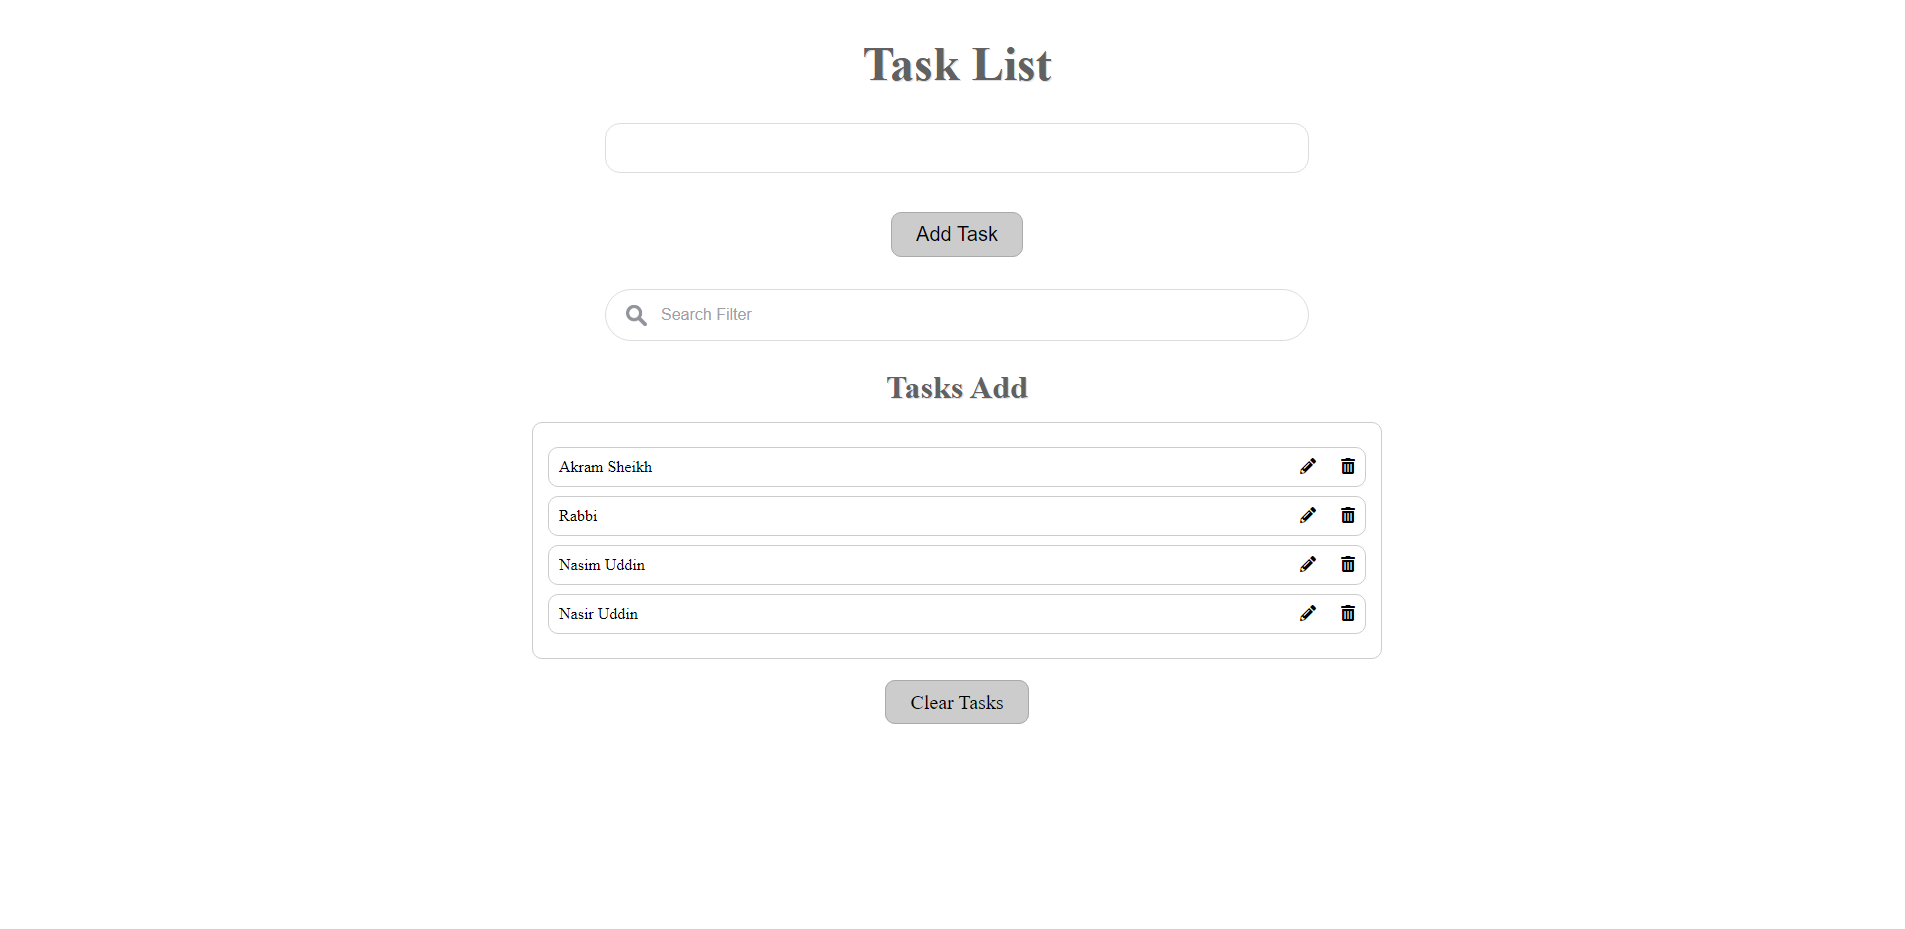 Task List
Add Task
Search Filter
Tasks Add
Akram Sheikh
Rabbi
Nasim Uddin
Nasir Uddin
Clear Tasks